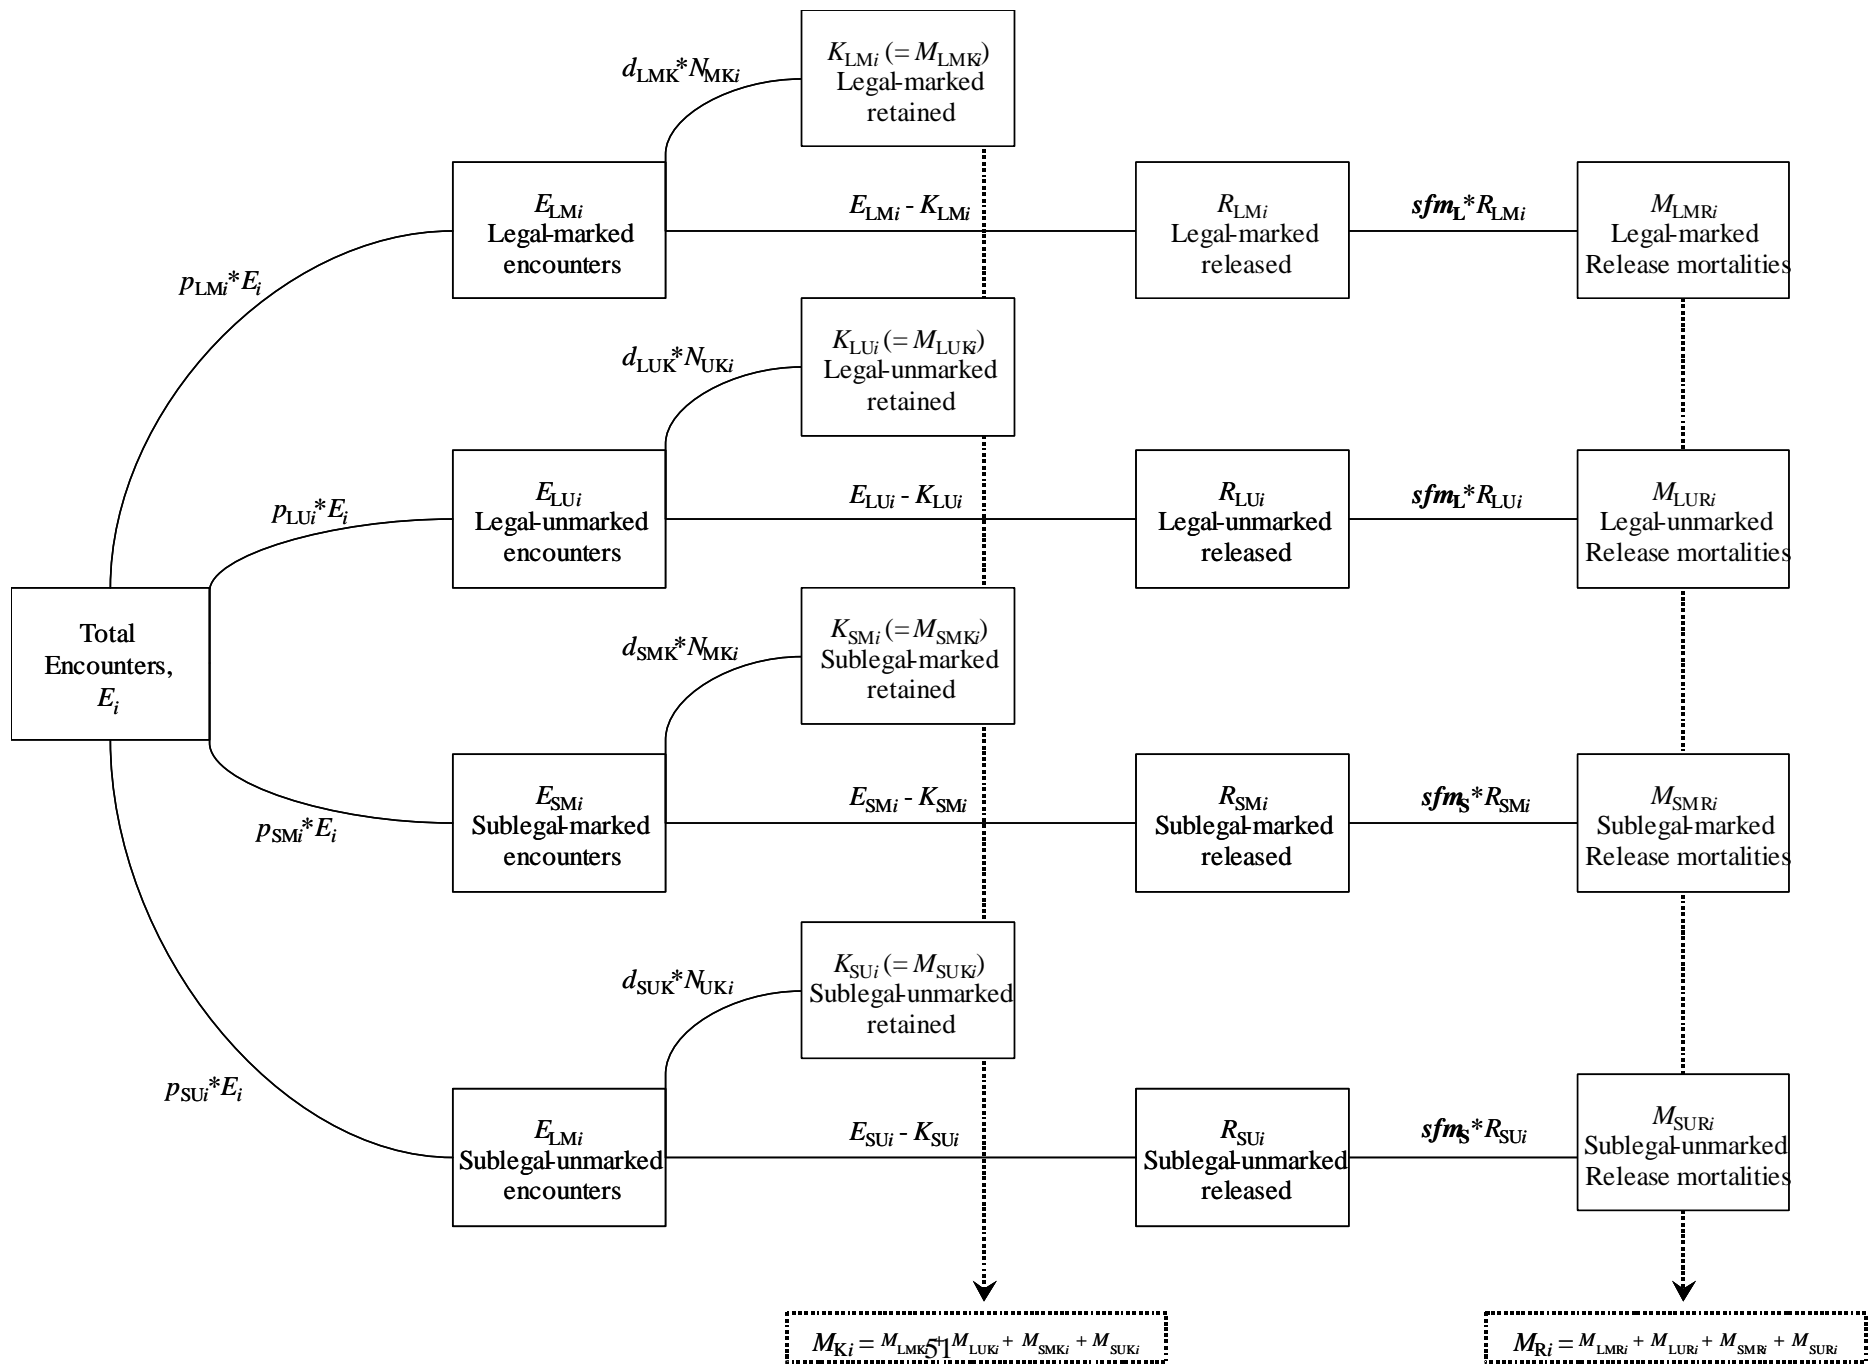 K_LMi (= M_LMKi)
Legal-marked
retained
d_LMK*N_MKi
E_LMi
Legal-marked
encounters
E_LMi - K_LMi
R_LMi
Legal-marked
released
sfm_L*R_LMi
M_LMRi
Legal-marked
Release mortalities
p_LMi*E_i
K_LUi (= M_LUKi)
Legal-unmarked
retained
d_LUK*N_UKi
E_LUi
Legal-unmarked
encounters
E_LUi - K_LUi
R_LUi
Legal-unmarked
released
sfm_L*R_LUi
M_LURi
Legal-unmarked
Release mortalities
p_LUi*E_i
Total
Encounters,
E_i
K_SMi (= M_SMKi)
Sublegal-marked
retained
d_SMK*N_MKi
E_SMi
Sublegal-marked
encounters
E_SMi - K_SMi
R_SMi
Sublegal-marked
released
sfm_S*R_SMi
M_SMRi
Sublegal-marked
Release mortalities
p_SMi*E_i
K_SUi (= M_SUKi)
Sublegal-unmarked
retained
d_SUK*N_UKi
p_SUi*E_i
E_LMi
Sublegal-unmarked
encounters
E_SUi - K_SUi
R_SUi
Sublegal-unmarked
released
sfm_S*R_SUi
M_SURi
Sublegal-unmarked
Release mortalities
M_Ki = M_LMKi + M_LUKi + M_SMKi + M_SUKi
51
M_Ri = M_LMRi + M_LURi + M_SMRi + M_SURi